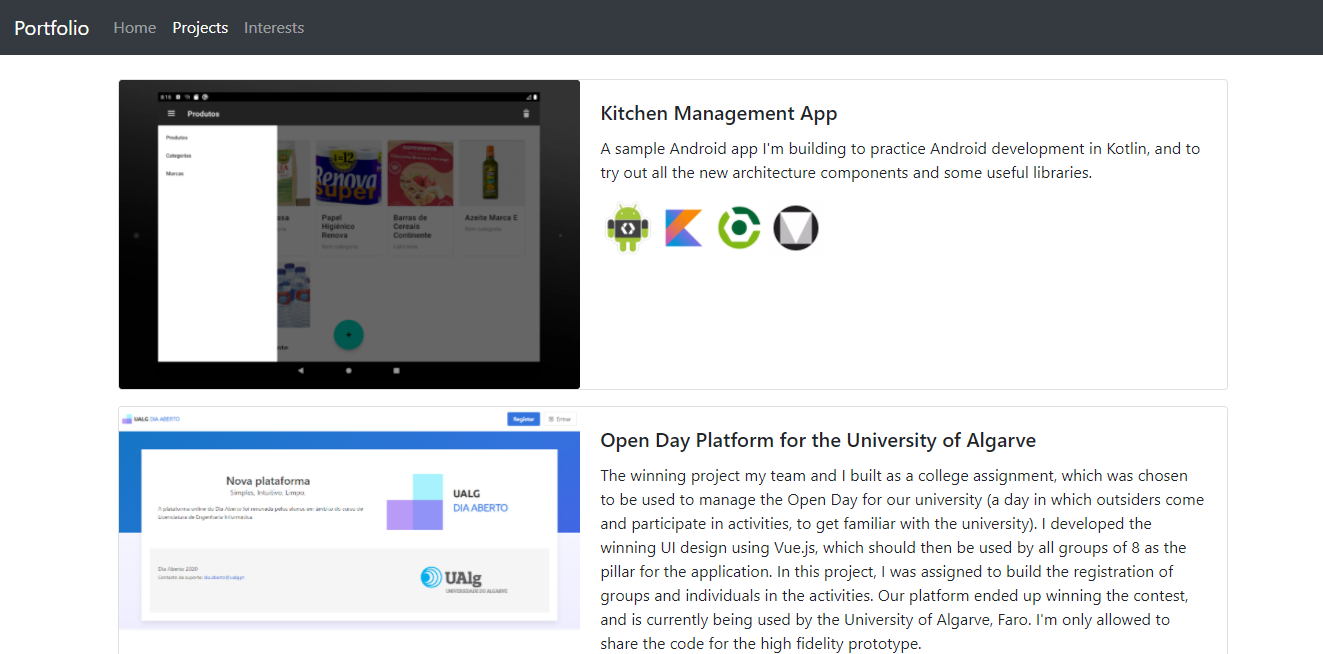 Portfolio Home Projects Interests
8:15
Produtos
Produtos
Categorias
Marcas
Renova
super
Papel
Higiénico
Renova
Sem categoria
Barras de
Cereais
Continente
Azeite Marca E
Sem categoria
Kitchen Management App
A sample Android app I'm building to practice Android development in Kotlin, and to
try out all the new architecture components and some useful libraries.
UALG DIA ABERTO
Registar Entrar
Nova plataforma
Simples, Intuitivo, Limpo.
A plataforma online do Dia Aberto foi renovada pelos alunos em âmbito do curso de
Licenciatura de Engenharia Informática
UALG
DIA ABERTO
Dia Aberto 2020
Contacto de suporte: dia.aberto@ualg.pt
UAlg
UNIVERSIDADE DO ALGARVE
Open Day Platform for the University of Algarve
The winning project my team and I built as a college assignment, which was chosen
to be used to manage the Open Day for our university (a day in which outsiders come
and participate in activities, to get familiar with the university). I developed the
winning UI design using Vue.js, which should then be used by all groups of 8 as the
pillar for the application. In this project, I was assigned to build the registration of
groups and individuals in the activities. Our platform ended up winning the contest,
and is currently being used by the University of Algarve, Faro. I'm only allowed to
share the code for the high fidelity prototype.